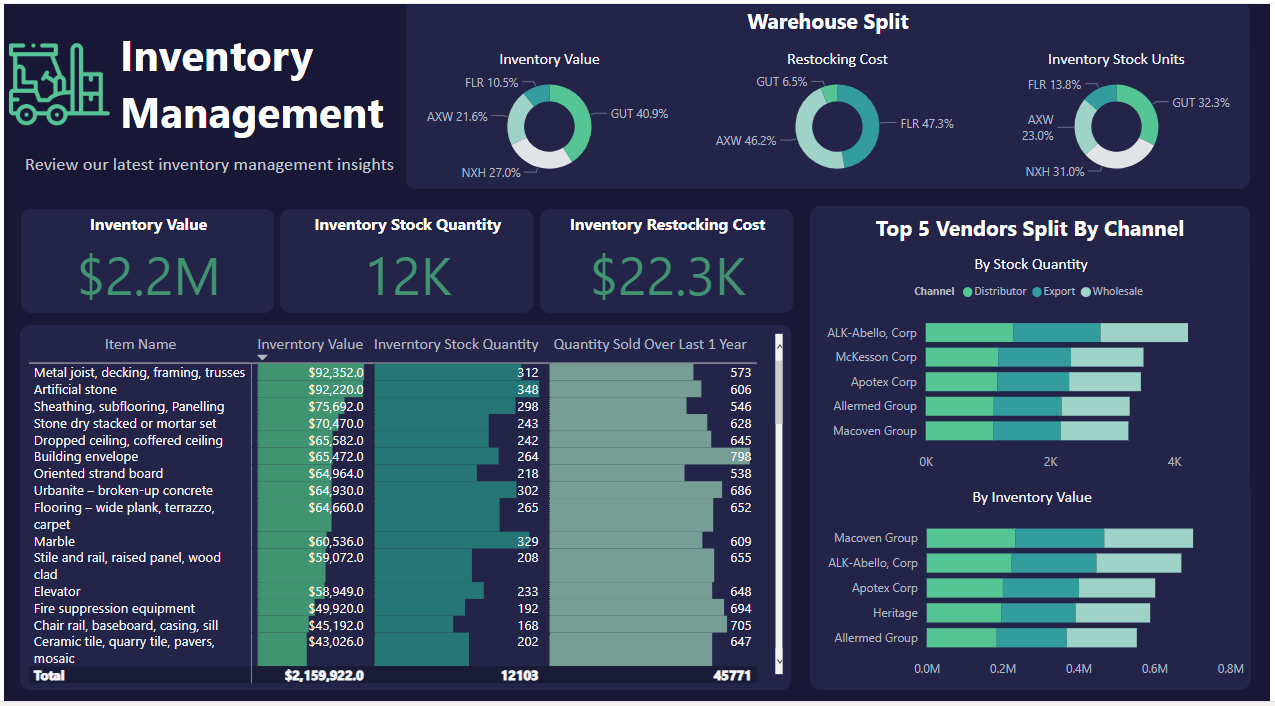 Inventory
Management
Review our latest inventory management insights
Warehouse Split
Inventory Value
FLR 10.5%
GUT 40.9%
AXW 21.6%
NXH 27.0%
Restocking Cost
GUT 6.5%
FLR 47.3%
AXW 46.2%
Inventory Stock Units
FLR 13.8%
GUT 32.3%
AXW
23.0%
NXH 31.0%
Inventory Value
$2.2M
Inventory Stock Quantity
12K
Inventory Restocking Cost
$22.3K
Item Name Inverntory Value Inverntory Stock Quantity Quantity Sold Over Last 1 Year
Metal joist, decking, framing, trusses $92,352.0 312 573
Artificial stone $92,220.0 348 606
Sheathing, subflooring, Panelling $75,692.0 298 546
Stone dry stacked or mortar set $70,470.0 243 628
Dropped ceiling, coffered ceiling $65,582.0 242 645
Building envelope $65,472.0 264 798
Oriented strand board $64,964.0 218 538
Urbanite – broken-up concrete $64,930.0 302 686
Flooring – wide plank, terrazzo, $64,660.0 265 652
carpet
Marble $60,536.0 329 609
Stile and rail, raised panel, wood $59,072.0 208 655
clad
Elevator $58,949.0 233 648
Fire suppression equipment $49,920.0 192 694
Chair rail, baseboard, casing, sill $45,192.0 168 705
Ceramic tile, quarry tile, pavers, $43,026.0 202 647
mosaic
Total $2,159,922.0 12103 45771
Top 5 Vendors Split By Channel
By Stock Quantity
Channel Distributor Export Wholesale
ALK-Abello, Corp
McKesson Corp
Apotex Corp
Allermed Group
Macoven Group
0K 2K 4K
By Inventory Value
Macoven Group
ALK-Abello, Corp
Apotex Corp
Heritage
Allermed Group
0.0M 0.2M 0.4M 0.6M 0.8M